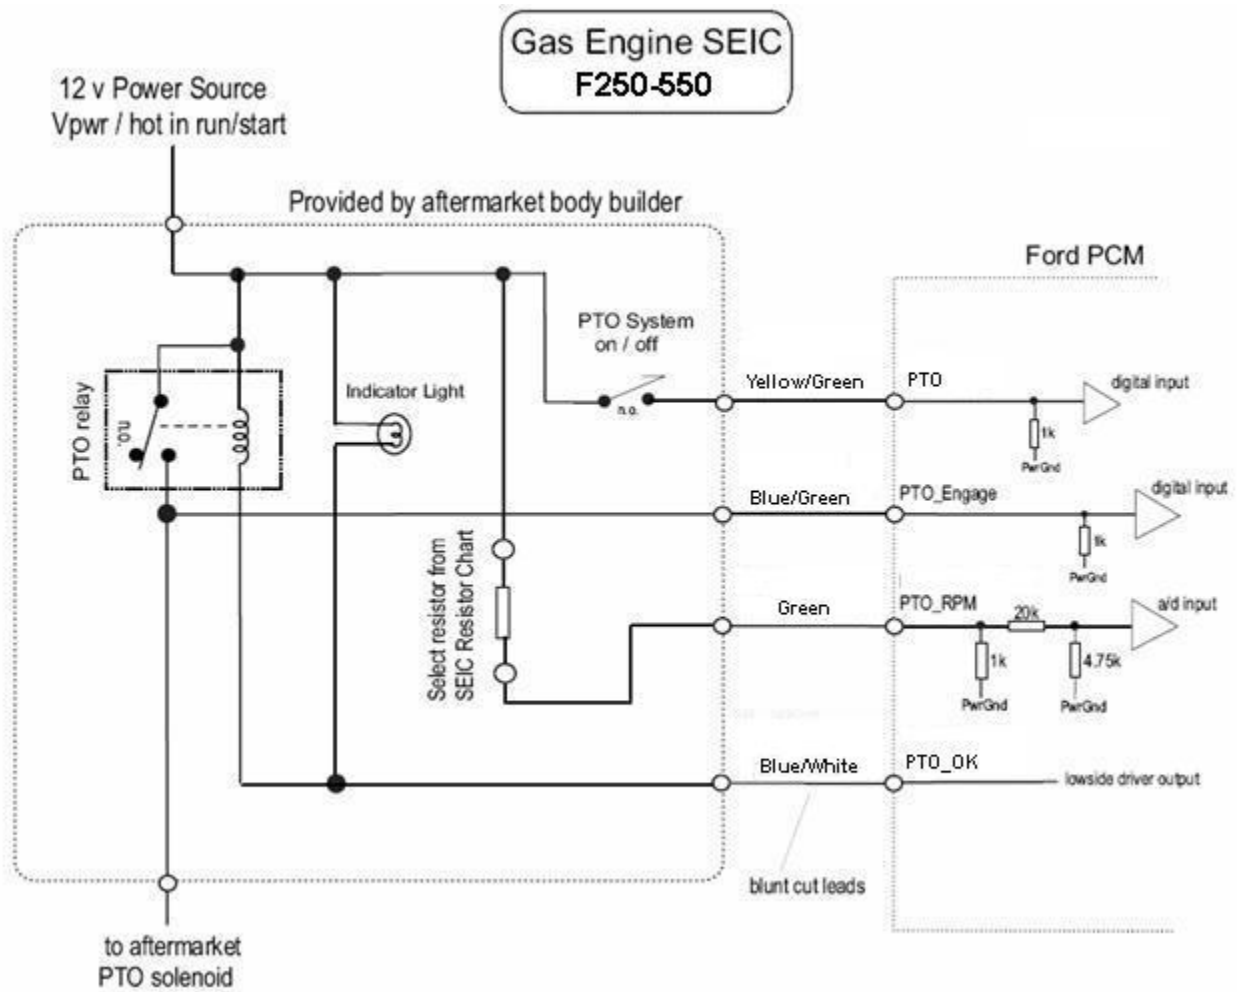 Gas Engine SEIC
F250-550
12 v Power Source
Vpwr / hot in run/start
Provided by aftermarket body builder
Ford PCM
PTO System
on / off
n.o.
Yellow/Green
PTO
digital input
1k
PwrGnd
PTO relay
n.o.
Indicator Light
Blue/Green
PTO_Engage
digital input
1k
PwrGnd
Select resistor from
SEIC Resistor Chart
Green
PTO_RPM
20k
a/d input
1k
4.75k
PwrGnd
PwrGnd
Blue/White
PTO_OK
lowside driver output
blunt cut leads
to aftermarket
PTO solenoid